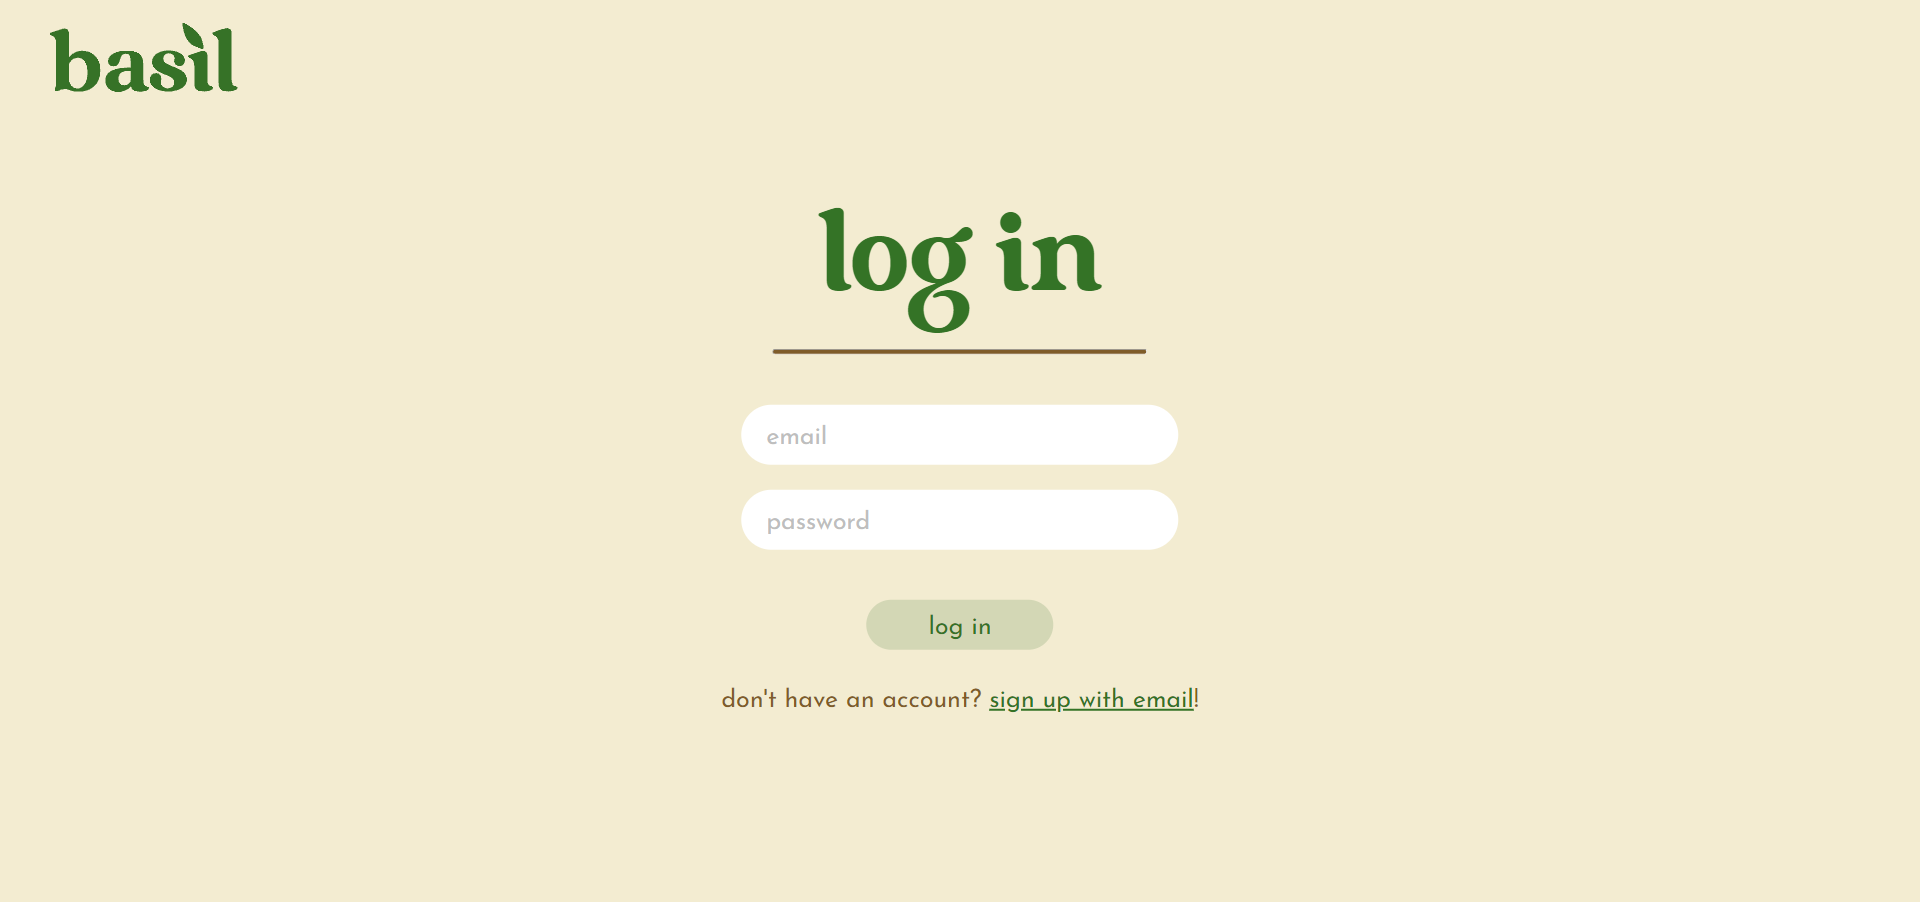 basil
log in
email
password
log in
don't have an account? sign up with email!